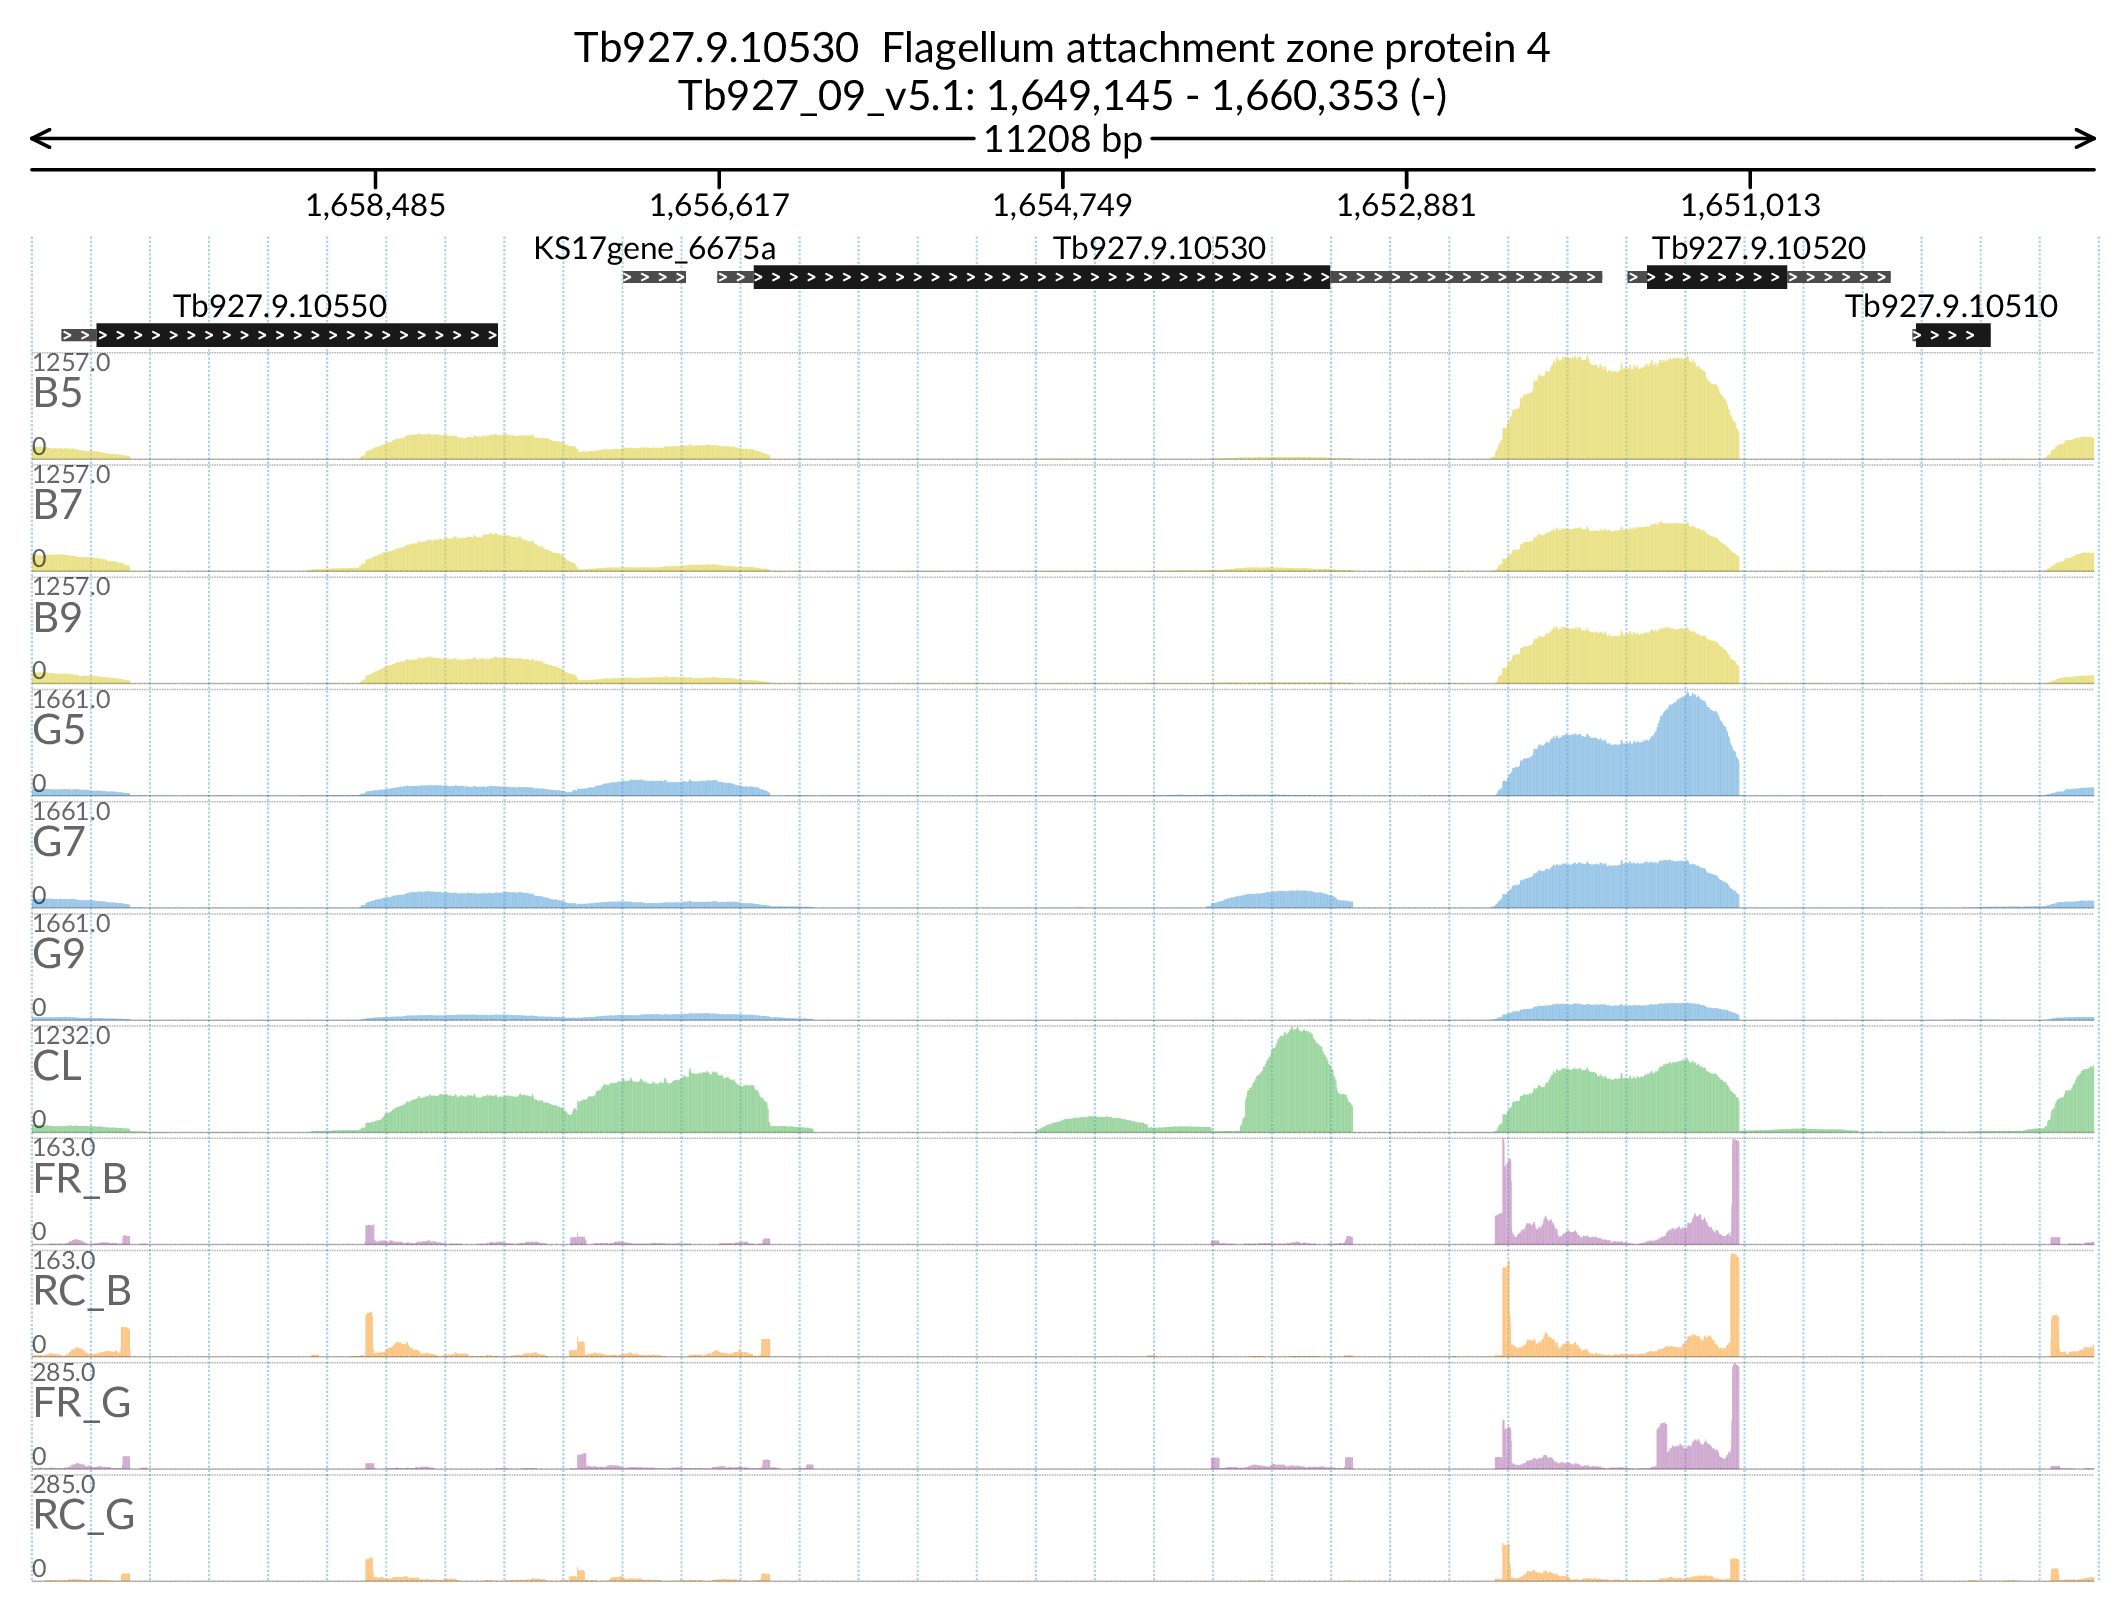 Tb927.9.10530  Flagellum attachment zone protein 4
Tb927_09_v5.1: 1,649,145 - 1,660,353 (-)
11208 bp
1,658,485 1,656,617 1,654,749 1,652,881 1,651,013
KS17gene_6675a Tb927.9.10530 Tb927.9.10520
Tb927.9.10550 Tb927.9.10510
1257.0
B5
0
1257.0
B7
0
1257.0
B9
0
1661.0
G5
0
1661.0
G7
0
1661.0
G9
0
1232.0
CL
0
163.0
FR_B
0
163.0
RC_B
0
285.0
FR_G
0
285.0
RC_G
0